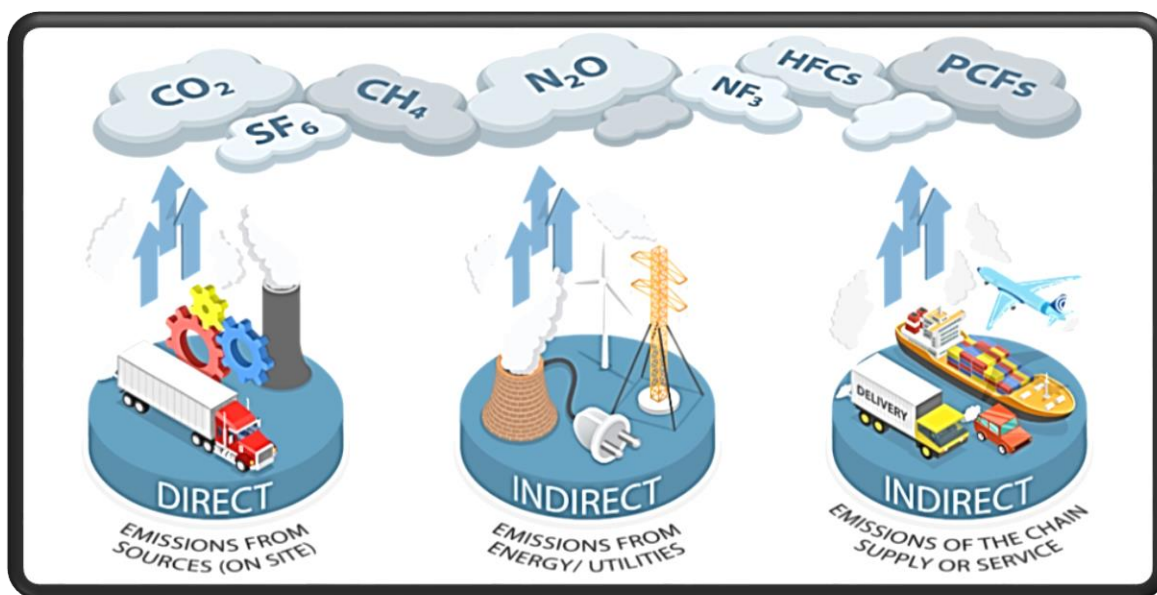 CO₂
SF₆
CH₄
N₂O
NF₃
HFCs
PCFs
DELIVERY
DIRECT
EMISSIONS FROM
SOURCES (ON SITE)
INDIRECT
EMISSIONS FROM
ENERGY/ UTILITIES
INDIRECT
EMISSIONS OF THE CHAIN
SUPPLY OR SERVICE